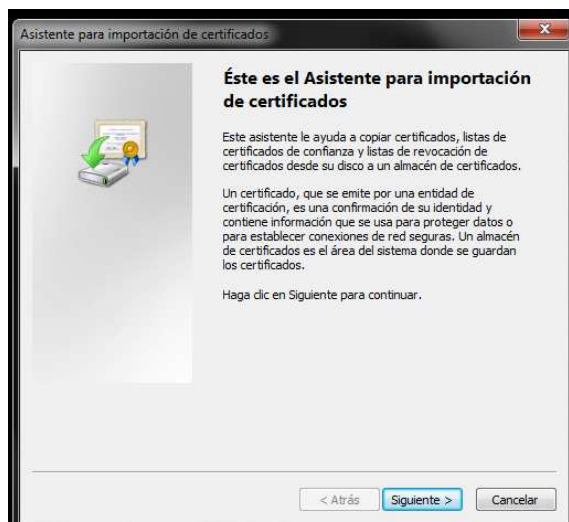 Asistente para importación de certificados
Éste es el Asistente para importación
de certificados
Este asistente le ayuda a copiar certificados, listas de
certificados de confianza y listas de revocación de
certificados desde su disco a un almacén de certificados.
Un certificado, que se emite por una entidad de
certificación, es una confirmación de su identidad y
contiene información que se usa para proteger datos o
para establecer conexiones de red seguras. Un almacén
de certificados es el área del sistema donde se guardan
los certificados.
Haga clic en Siguiente para continuar.
< Atrás Siguiente > Cancelar